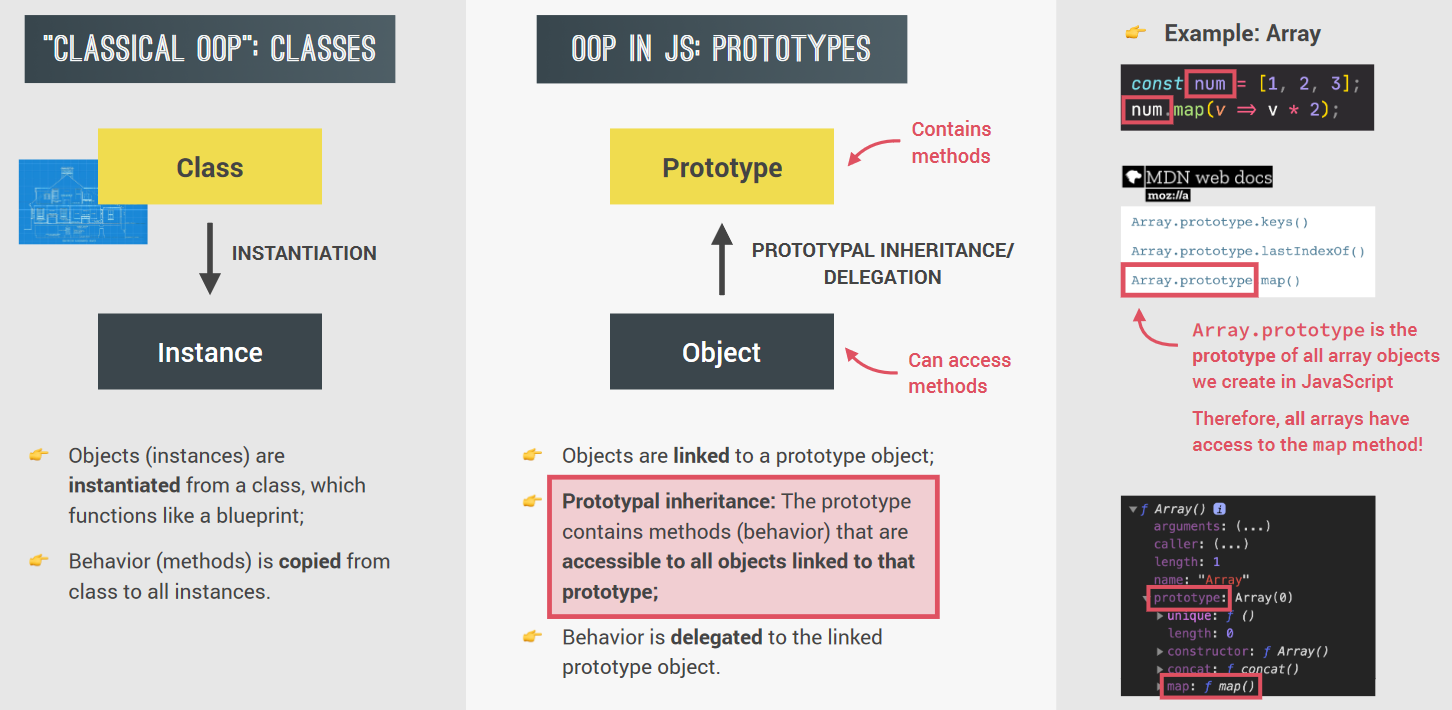 "CLASSICAL OOP": CLASSES
Class
INSTANTIATION
Instance
👉 Objects (instances) are
instantiated from a class, which
functions like a blueprint;
👉 Behavior (methods) is copied from
class to all instances.
OOP IN JS: PROTOTYPES
Prototype
Contains
methods
PROTOTYPAL INHERITANCE/
DELEGATION
Object
Can access
methods
👉 Objects are linked to a prototype object;
👉 Prototypal inheritance: The prototype
contains methods (behavior) that are
accessible to all objects linked to that
prototype;
👉 Behavior is delegated to the linked
prototype object.
👉 Example: Array
const num = [1, 2, 3];
num.map(v => v * 2);
MDN web docs
moz://a
Array.prototype.keys()
Array.prototype.lastIndexOf()
Array.prototype.map()
Array.prototype is the
prototype of all array objects
we create in JavaScript
Therefore, all arrays have
access to the map method!
▼ƒ Array() i
arguments: (...)
caller: (...)
length: 1
name: "Array"
▼prototype: Array(0)
▶unique: ƒ ()
length: 0
▶constructor: ƒ Array()
▶concat: ƒ concat()
▶map: ƒ map()